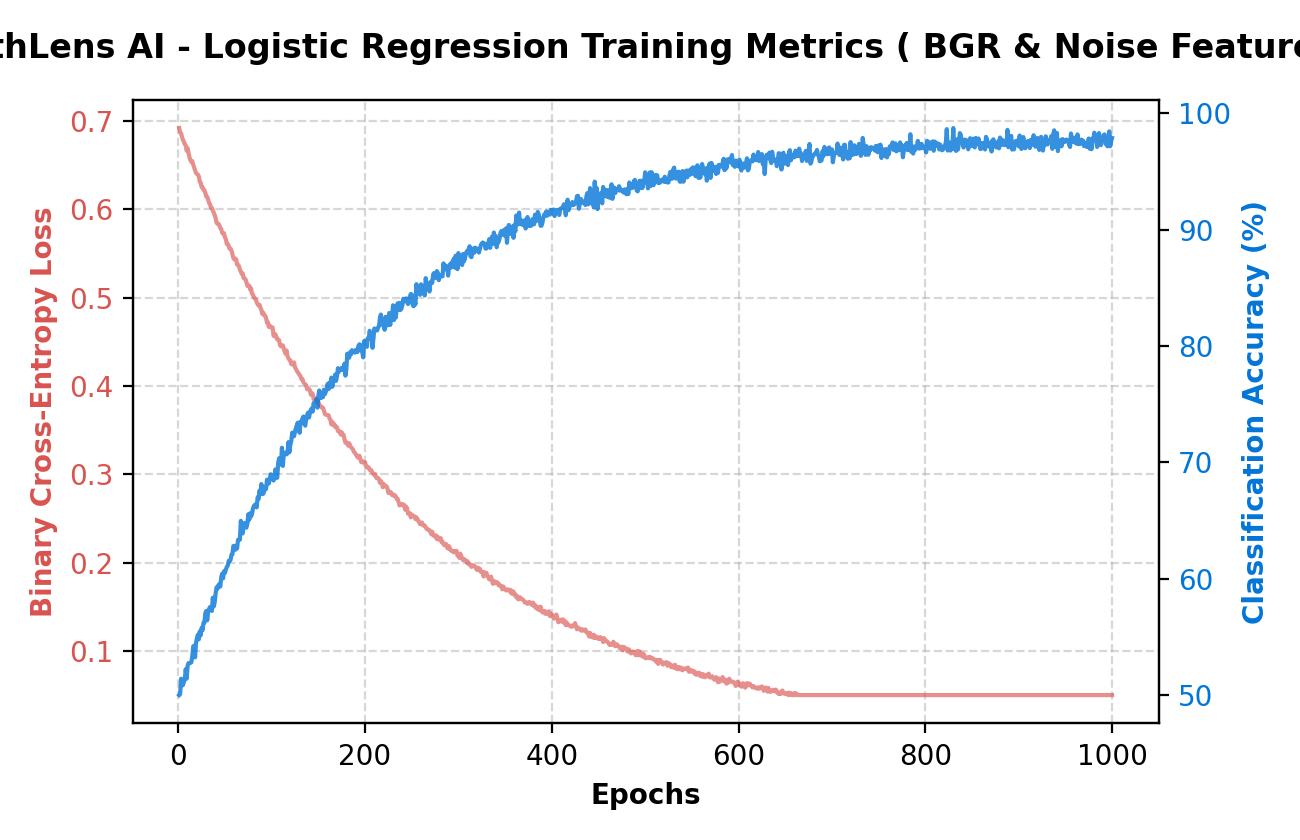 thLens AI - Logistic Regression Training Metrics ( BGR & Noise Feature
Binary Cross-Entropy Loss
0.7
0.6
0.5
0.4
0.3
0.2
0.1
100
90
80
70
60
50
Classification Accuracy (%)
0 200 400 600 800 1000
Epochs